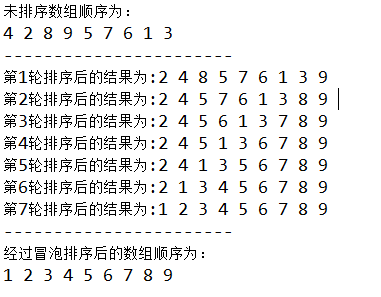 未排序数组顺序为：
4 2 8 9 5 7 6 1 3
------------------------
第1轮排序后的结果为:2 4 8 5 7 6 1 3 9
第2轮排序后的结果为:2 4 5 7 6 1 3 8 9
第3轮排序后的结果为:2 4 5 6 1 3 7 8 9
第4轮排序后的结果为:2 4 5 1 3 6 7 8 9
第5轮排序后的结果为:2 4 1 3 5 6 7 8 9
第6轮排序后的结果为:2 1 3 4 5 6 7 8 9
第7轮排序后的结果为:1 2 3 4 5 6 7 8 9
------------------------
经过冒泡排序后的数组顺序为：
1 2 3 4 5 6 7 8 9